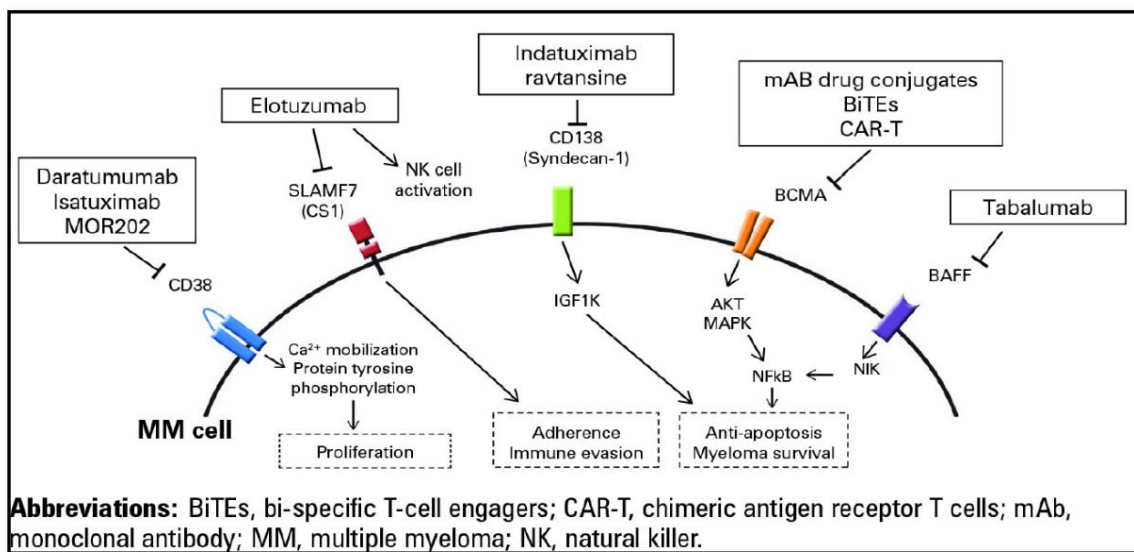 Indatuximab
ravtansine
mAB drug conjugates
BiTEs
CAR-T
Elotuzumab
CD138
(Syndecan-1)
NK cell
activation
Daratumumab
Isatuximab
MOR202
SLAMF7
(CS1)
BCMA
Tabalumab
CD38
BAFF
IGF1K
AKT
MAPK
Ca²⁺ mobilization
Protein tyrosine
phosphorylation
NFkB
NIK
MM cell
Proliferation
Adherence
Immune evasion
Anti-apoptosis
Myeloma survival
Abbreviations: BiTEs, bi-specific T-cell engagers; CAR-T, chimeric antigen receptor T cells; mAb,
monoclonal antibody; MM, multiple myeloma; NK, natural killer.